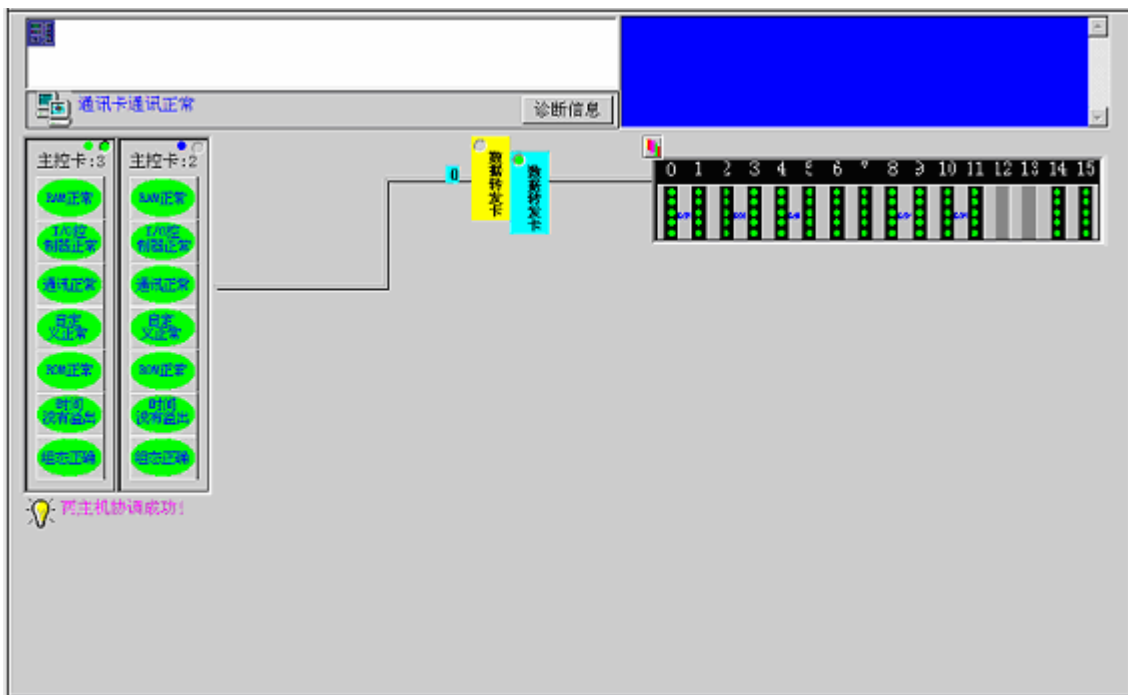 通讯卡通讯正常
诊断信息
主控卡:3
主控卡:2
RAM正常
RAM正常
I/O控
制器正常
I/O控
制器正常
通讯正常
通讯正常
自定
义正常
自定
义正常
ROM正常
ROM正常
时间
没有溢出
时间
没有溢出
组态正确
组态正确
两主机协调成功!
0
数据转发卡
数据转发卡
0 1 2 3 4 5 6 7 8 9 10 11 12 13 14 15